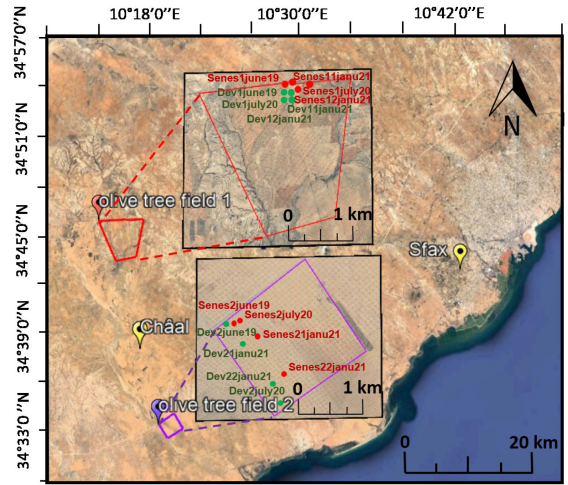 10°18'0''E 10°30'0''E 10°42'0''E
34°57'0''N
34°51'0''N
34°45'0''N
34°39'0''N
34°33'0''N
N
Senes1june19 Senes11janu21
Dev1june19 Senes1july20
Dev1july20 Senes12janu21
Dev11janu21
Dev12janu21
0 1 km
olive tree field 1
Sfax
Senes2june19
Senes2july20
Dev2june19 Senes21janu21
Dev21janu21
Senes22janu21
Dev22janu21
Dev2july20
0 1 km
Châal
olive tree field 2
0 20 km